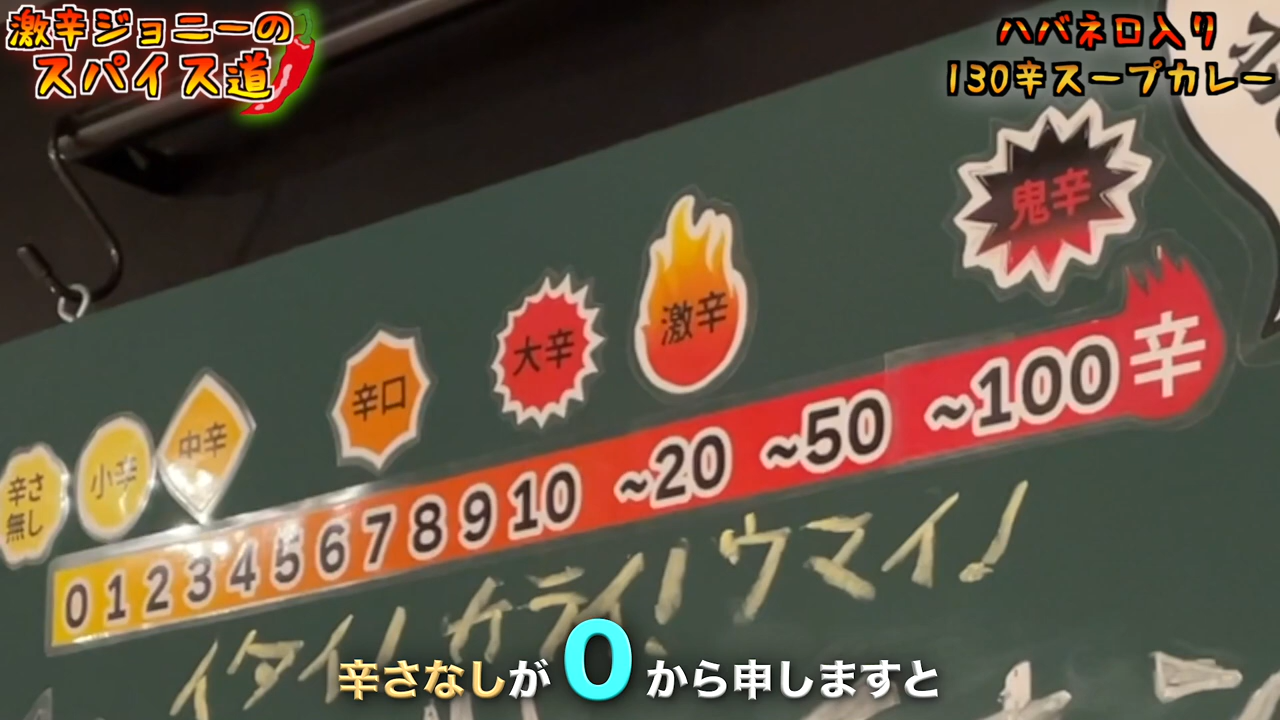 激辛ジョニーの
スパイス道
ハバネロ入り
130辛スープカレー
鬼辛
激辛
大辛
辛口
中辛
小辛
辛さ
無し
0 1 2 3 4 5 6 7 8 9 10 ~20 ~50 ~100辛
イタイ!カライ!ウマイ!
辛さなしが0から申しますと